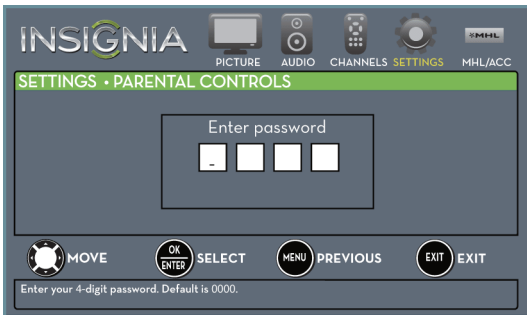 INSIGNIA
PICTURE AUDIO CHANNELS SETTINGS MHL/ACC
MHL
SETTINGS • PARENTAL CONTROLS
Enter password
_
OK
ENTER
MOVE SELECT MENU PREVIOUS EXIT EXIT
Enter your 4-digit password. Default is 0000.